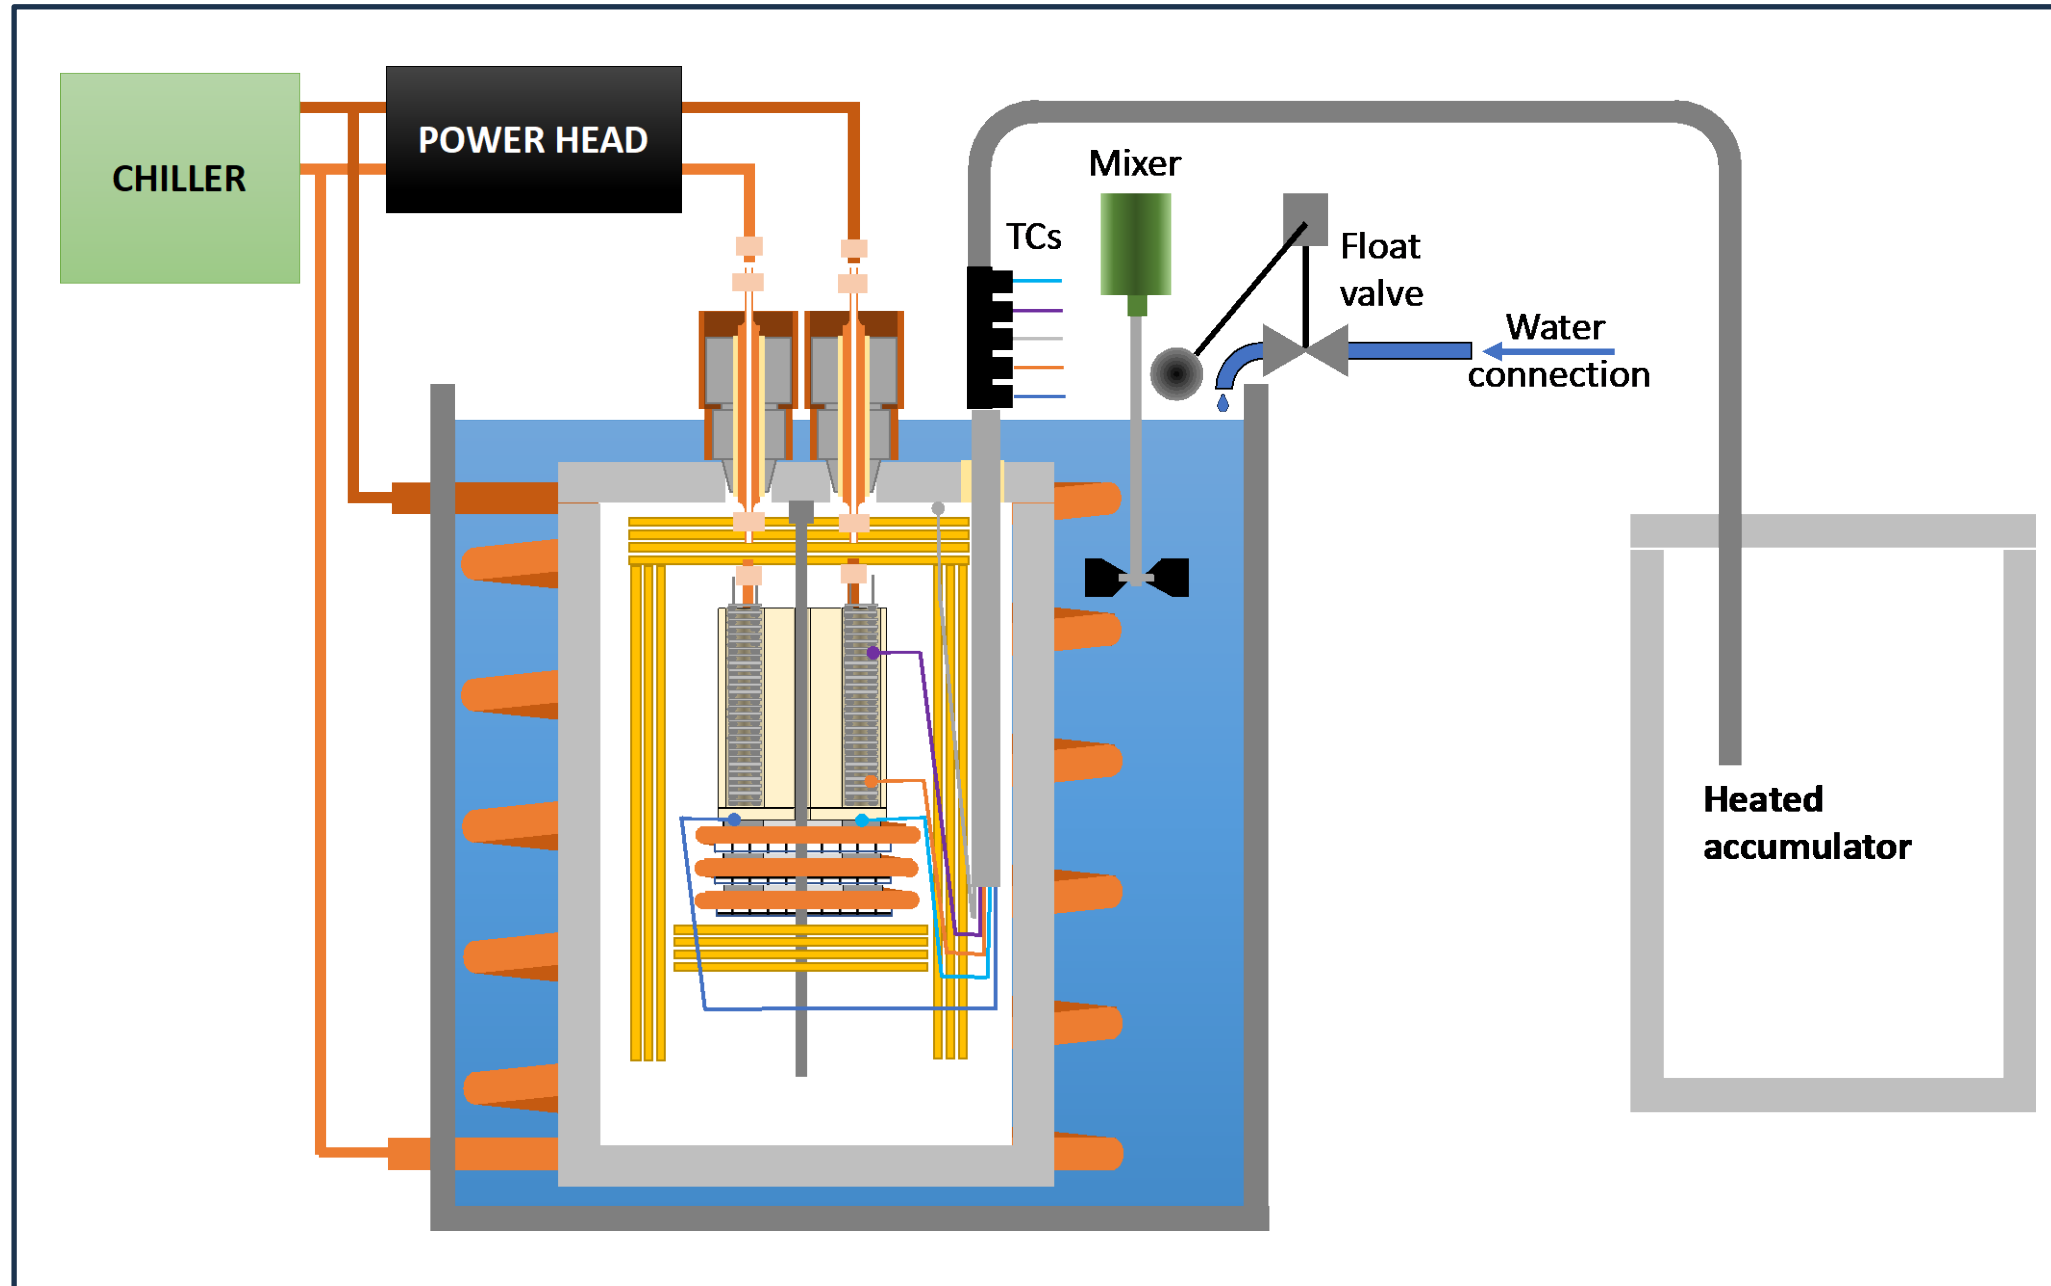 CHILLER
POWER HEAD
Mixer
TCs
Float
valve
Water
connection
Heated
accumulator